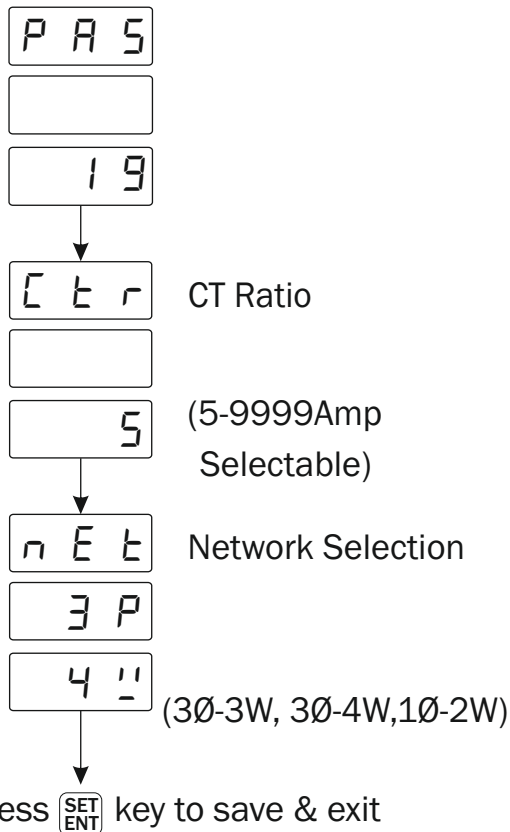 PAS
19
Ctr CT Ratio
5 (5-9999Amp
Selectable)
nEt Network Selection
3P
4 (3Ø-3W, 3Ø-4W,1Ø-2W)
ess SET ENT key to save & exit